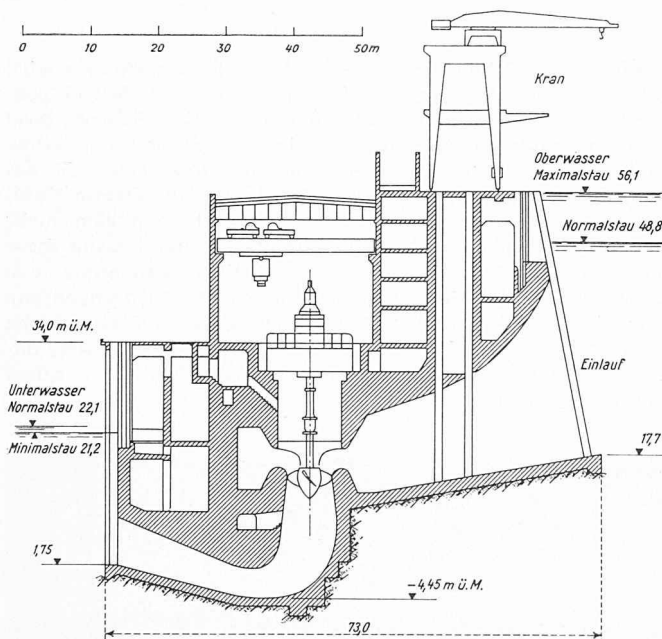 0 10 20 30 40 50m
Kran
Oberwasser
Maximalstau 56,1
Normalstau 48,8
34,0 m ü.M.
Einlauf
Unterwasser
Normalstau 22,1
Minimalstau 21,2
17,7
1,75
-4,45 m ü.M.
73,0